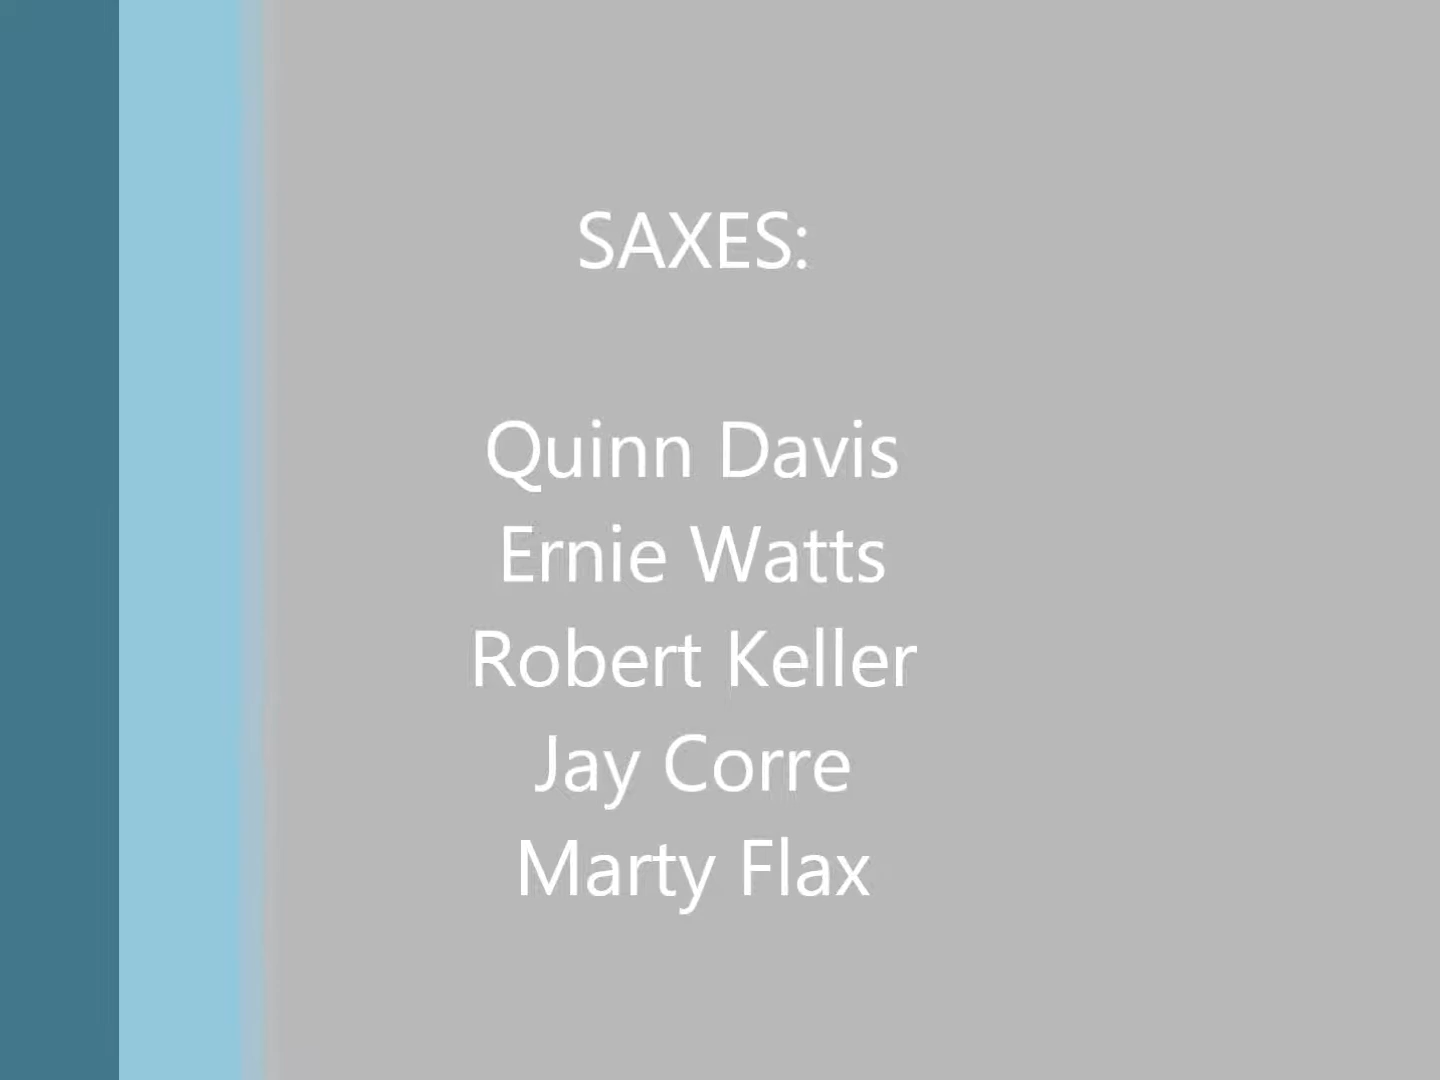 SAXES:
Quinn Davis
Ernie Watts
Robert Keller
Jay Corre
Marty Flax